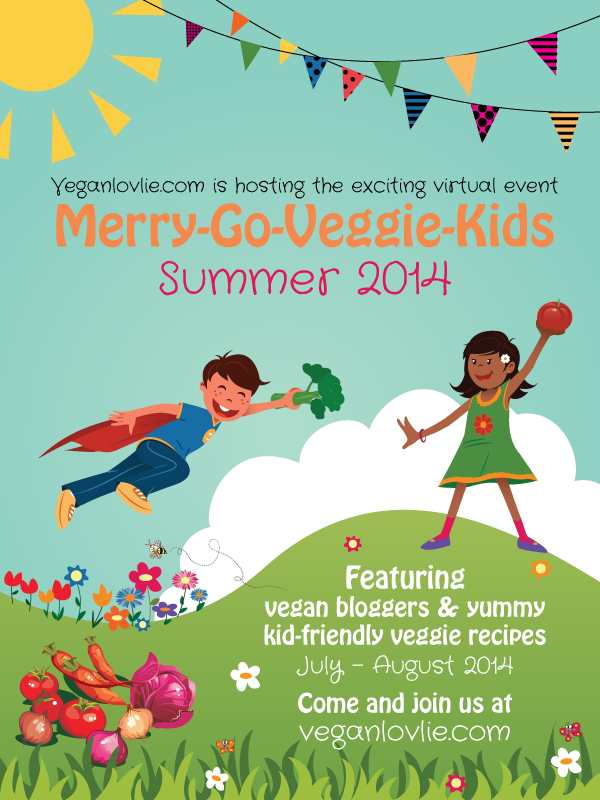 Veganlovlie.com is hosting the exciting virtual event
Merry-Go-Veggie-Kids
Summer 2014
Featuring
vegan bloggers & yummy
kid-friendly veggie recipes
July - August 2014
Come and join us at
veganlovlie.com